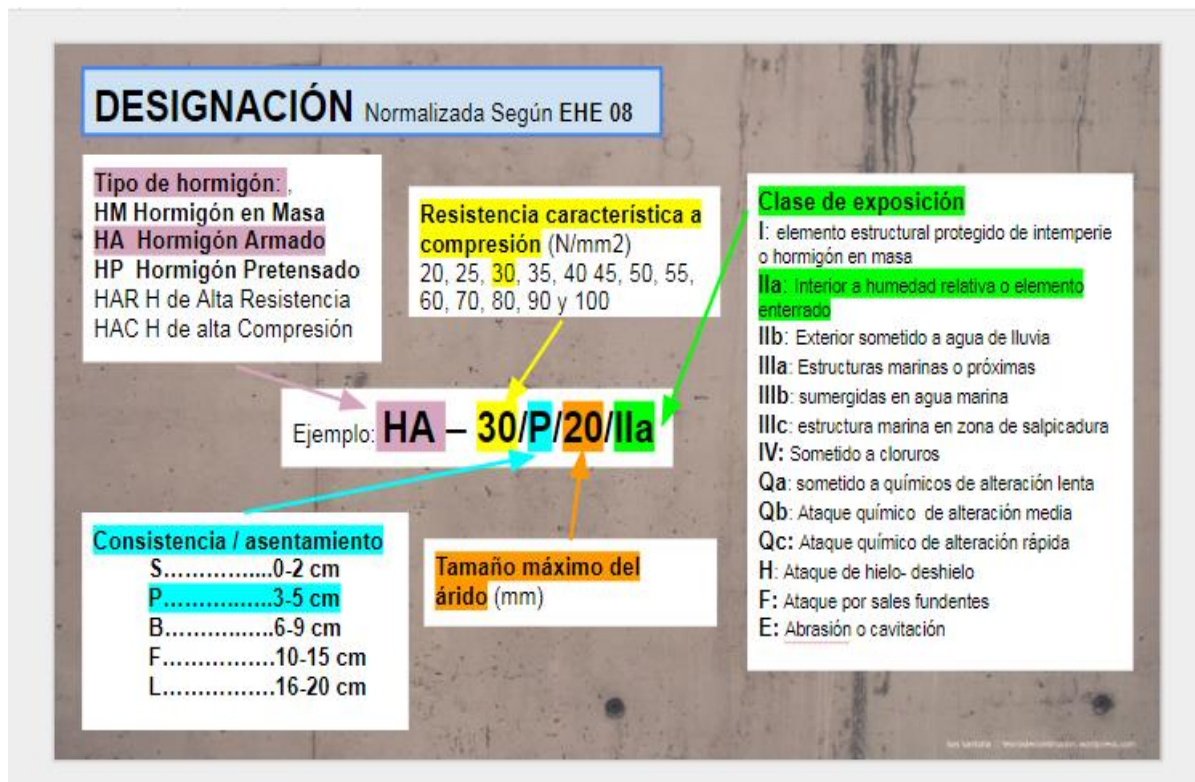 DESIGNACIÓN Normalizada Según EHE 08
Tipo de hormigón: ,
HM Hormigón en Masa
HA Hormigón Armado
HP Hormigón Pretensado
HAR H de Alta Resistencia
HAC H de alta Compresión
Resistencia característica a
compresión (N/mm2)
20, 25, 30, 35, 40 45, 50, 55,
60, 70, 80, 90 y 100
Clase de exposición
I: elemento estructural protegido de intemperie
o hormigón en masa
IIa: Interior a humedad relativa o elemento
enterrado
IIb: Exterior sometido a agua de lluvia
IIIa: Estructuras marinas o próximas
IIIb: sumergidas en agua marina
IIIc: estructura marina en zona de salpicadura
IV: Sometido a cloruros
Qa: sometido a químicos de alteración lenta
Qb: Ataque químico de alteración media
Qc: Ataque químico de alteración rápida
H: Ataque de hielo- deshielo
F: Ataque por sales fundentes
E: Abrasión o cavitación
Ejemplo: HA – 30/P/20/IIa
Consistencia / asentamiento
S................0-2 cm
P................3-5 cm
B................6-9 cm
F.................10-15 cm
L.................16-20 cm
Tamaño máximo del
árido (mm)